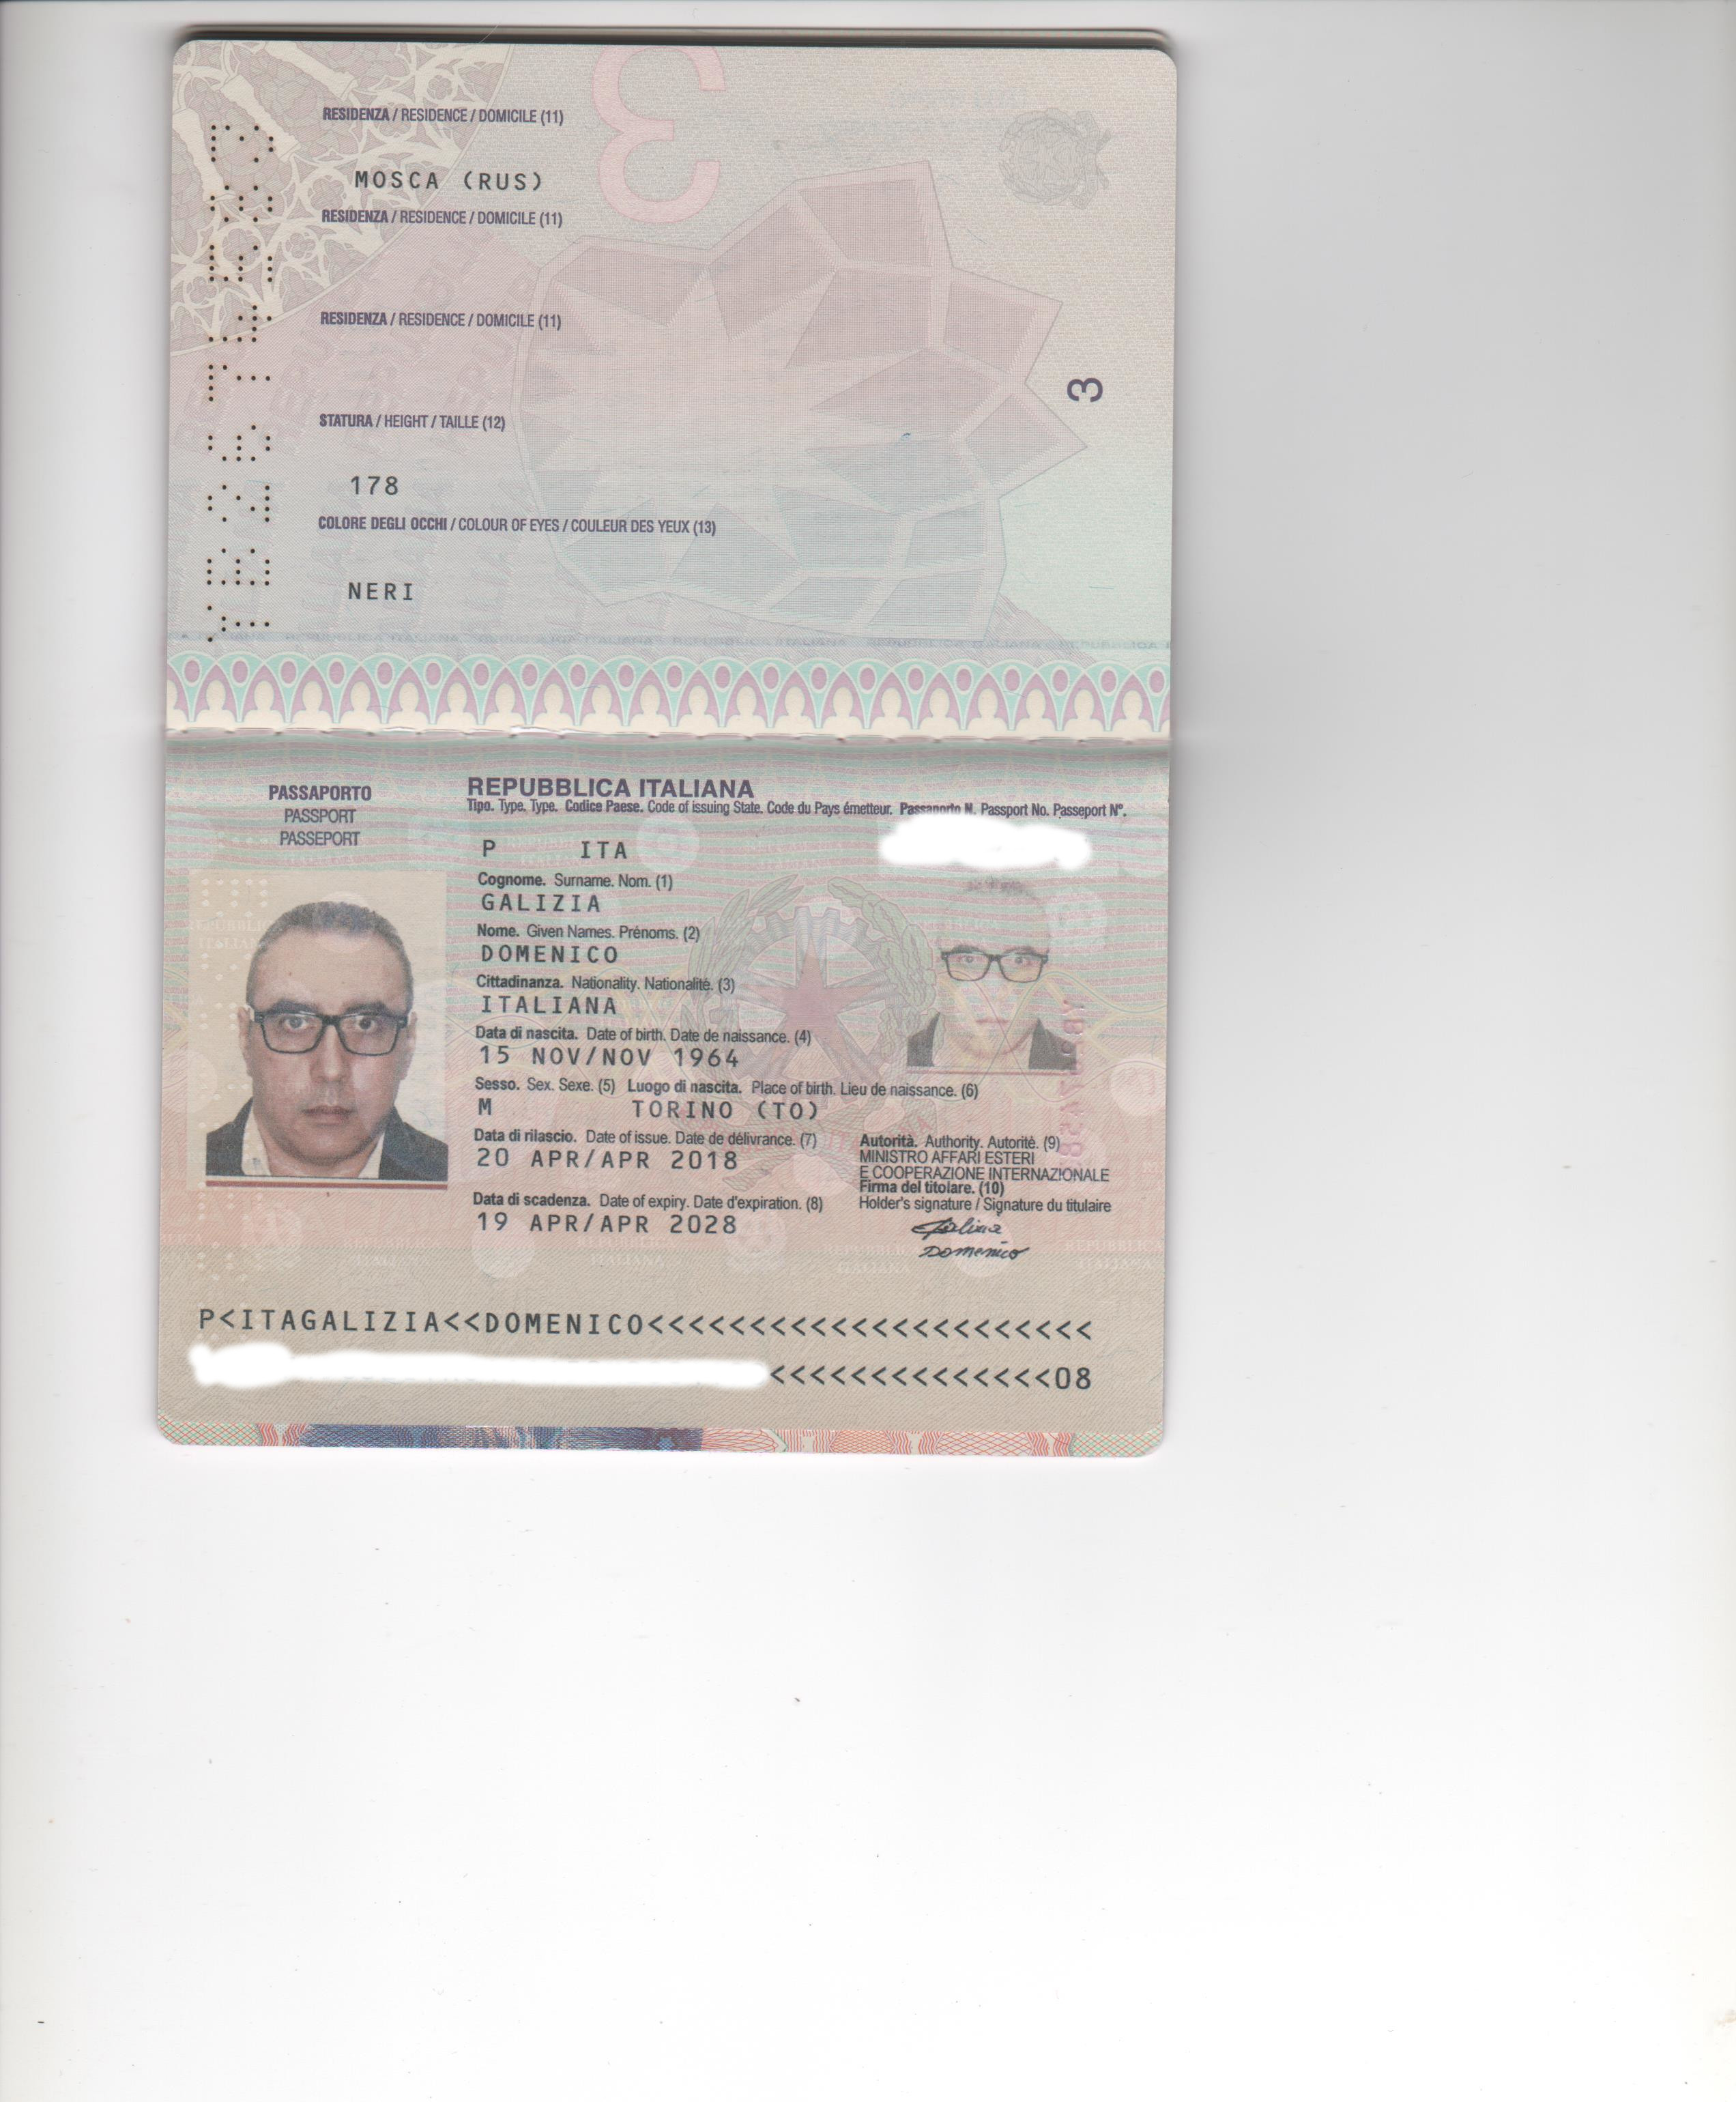 RESIDENZA / RESIDENCE / DOMICILE (11)
MOSCA (RUS)
RESIDENZA / RESIDENCE / DOMICILE (11)
RESIDENZA / RESIDENCE / DOMICILE (11)
STATURA / HEIGHT / TAILLE (12)
178
COLORE DEGLI OCCHI / COLOUR OF EYES / COULEUR DES YEUX (13)
NERI
3
PASSAPORTO
PASSPORT
PASSEPORT
REPUBBLICA ITALIANA
Tipo. Type. Type. Codice Paese. Code of issuing State. Code du Pays émetteur. Passaporto N. Passport No. Passeport N°.
P ITA
Cognome. Surname. Nom. (1)
GALIZIA
Nome. Given Names. Prénoms. (2)
DOMENICO
Cittadinanza. Nationality. Nationalité. (3)
ITALIANA
Data di nascita. Date of birth. Date de naissance. (4)
15 NOV/NOV 1964
Sesso. Sex. Sexe. (5) Luogo di nascita. Place of birth. Lieu de naissance. (6)
M TORINO (TO)
Data di rilascio. Date of issue. Date de délivrance. (7)
20 APR/APR 2018
Data di scadenza. Date of expiry. Date d'expiration. (8)
19 APR/APR 2028
Autorità. Authority. Autorité. (9)
MINISTRO AFFARI ESTERI
E COOPERAZIONE INTERNAZIONALE
Firma del titolare. (10)
Holder's signature / Signature du titulaire
Galizia
Domenico
P<ITAGALIZIA<<DOMENICO<<<<<<<<<<<<<<<<<<<<<<
<<<<<<<<<<<<<<08